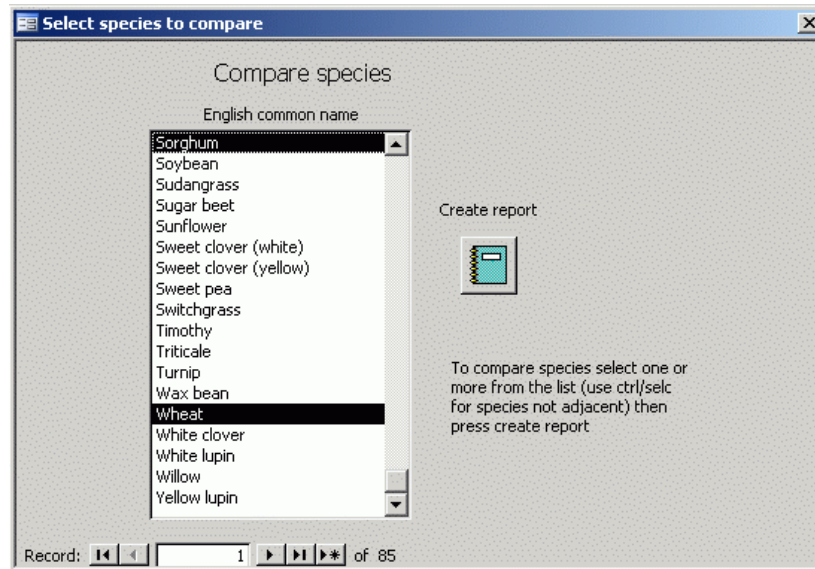 Select species to compare
Compare species
English common name
Sorghum
Soybean
Sudangrass
Sugar beet
Sunflower
Sweet clover (white)
Sweet clover (yellow)
Sweet pea
Switchgrass
Timothy
Triticale
Turnip
Wax bean
Wheat
White clover
White lupin
Willow
Yellow lupin
Create report
To compare species select one or
more from the list (use ctrl/selc
for species not adjacent) then
press create report
Record: 1 of 85